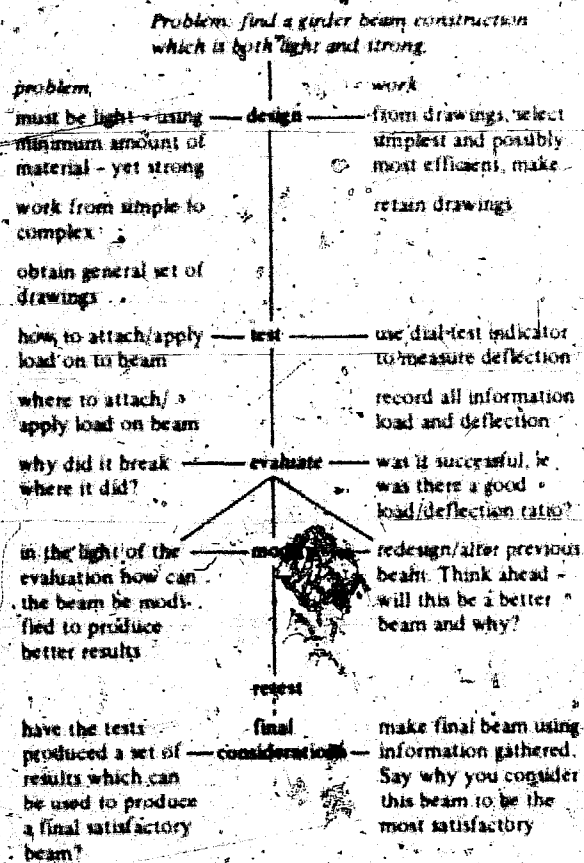 Problem: find a girder beam construction
which is both light and strong.
problem
must be light - using
minimum amount of
material - yet strong
work from simple to
complex
obtain general set of
drawings
design
work
from drawings, select
simplest and possibly
most efficient, make
retain drawings
how to attach/apply
load on to beam
where to attach/
apply load on beam
test
use dial test indicator
to measure deflection
record all information
load and deflection
why did it break
where it did?
evaluate
was it successful, ie
was there a good
load/deflection ratio?
in the light of the
evaluation how can
the beam be modi-
fied to produce
better results
redesign/alter previous
beam. Think ahead -
will this be a better
beam and why?
retest
have the tests
produced a set of
results which can
be used to produce
a final satisfactory
beam?
final
considerations
make final beam using
information gathered.
Say why you consider
this beam to be the
most satisfactory